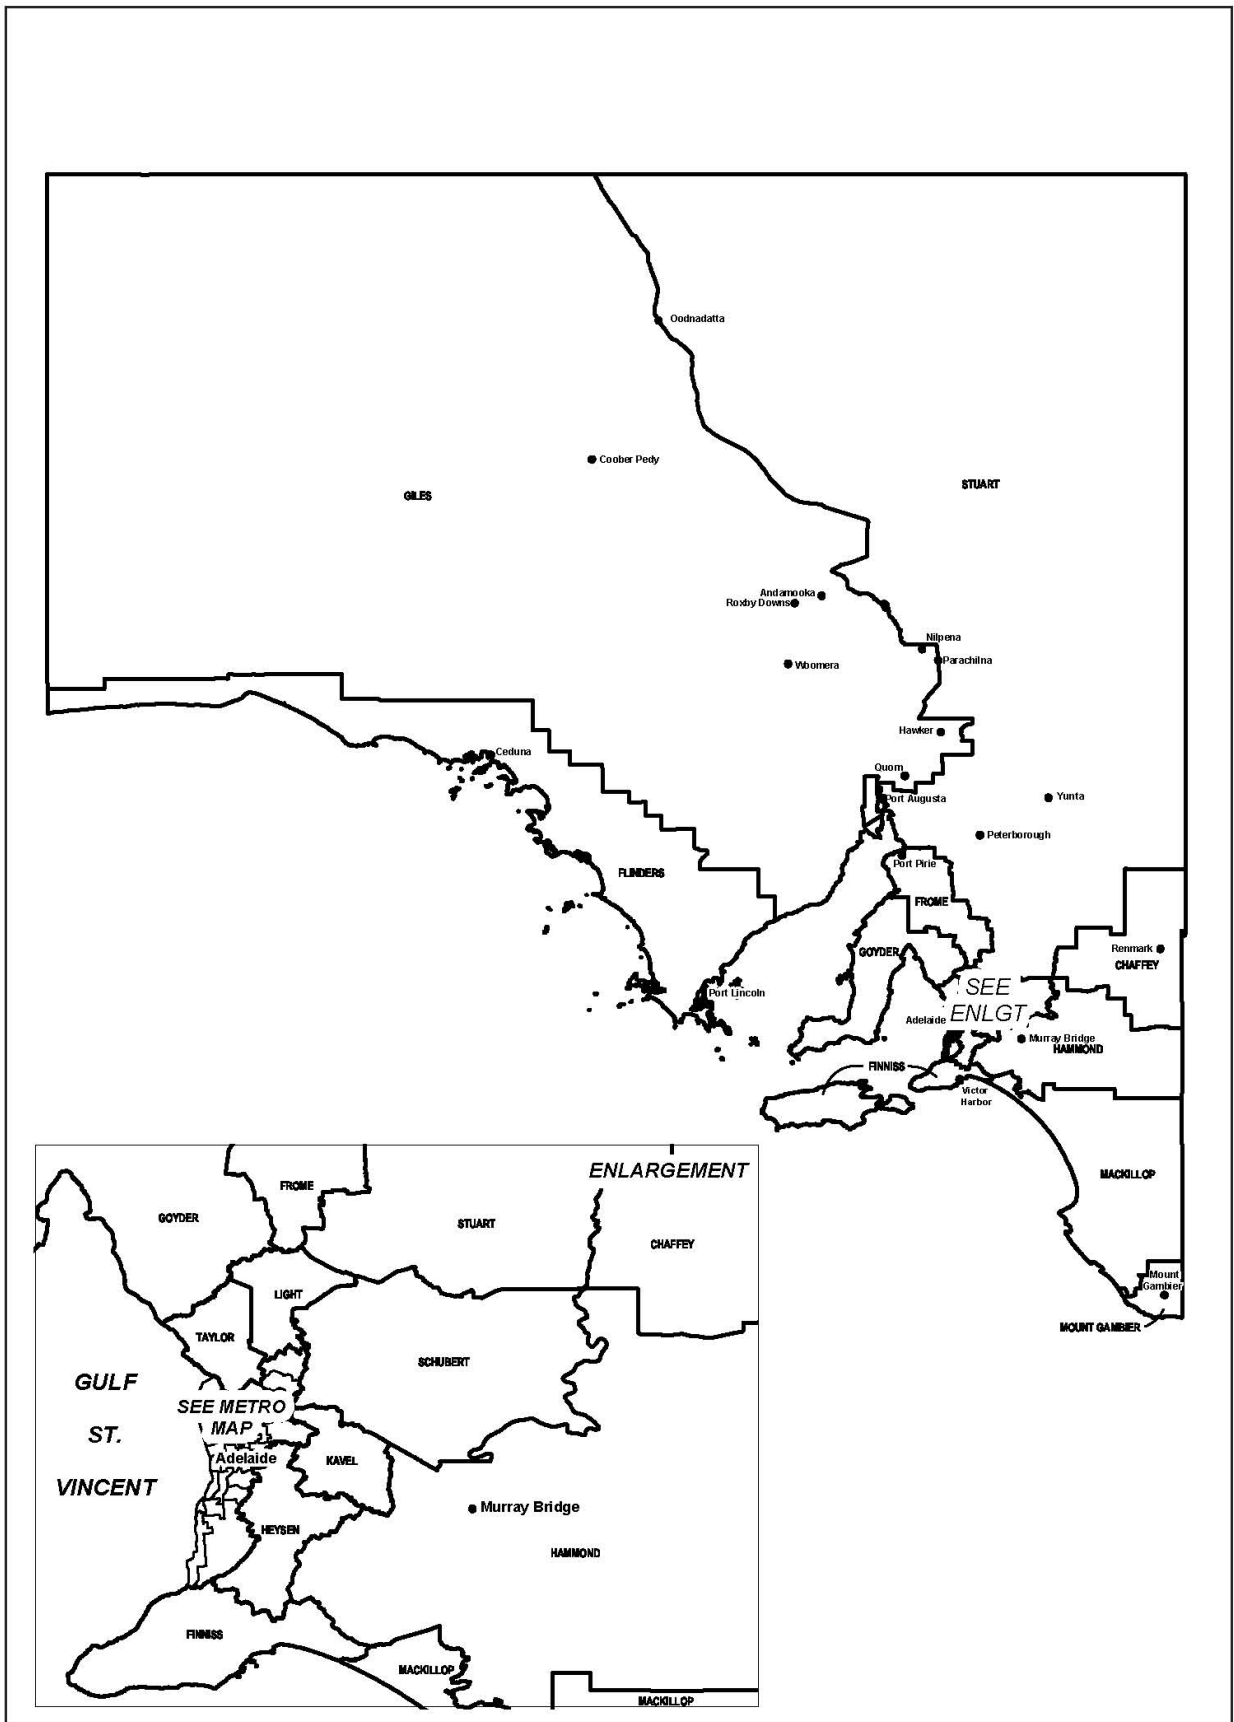 Oodnadatta
Coober Pedy
GILES
STUART
Andamooka
Roxby Downs
Nilpena
Parachilna
Woomera
Hawker
Ceduna
Quorn
Port Augusta
Yunta
Peterborough
Port Pirie
FLINDERS
FROME
Renmark
GOYDER
CHAFFEY
SEE
ENLGT.
Port Lincoln
Adelaide
Murray Bridge
HAMMOND
FINNISS
Victor
Harbor
MACKILLOP
Mount
Gambier
MOUNT GAMBIER
ENLARGEMENT
FROME
GOYDER
STUART
CHAFFEY
LIGHT
TAYLOR
SCHUBERT
GULF
ST.
VINCENT
SEE METRO
MAP
Adelaide
KAVEL
Murray Bridge
HEYSEN
HAMMOND
FINNISS
MACKILLOP
MACKILLOP